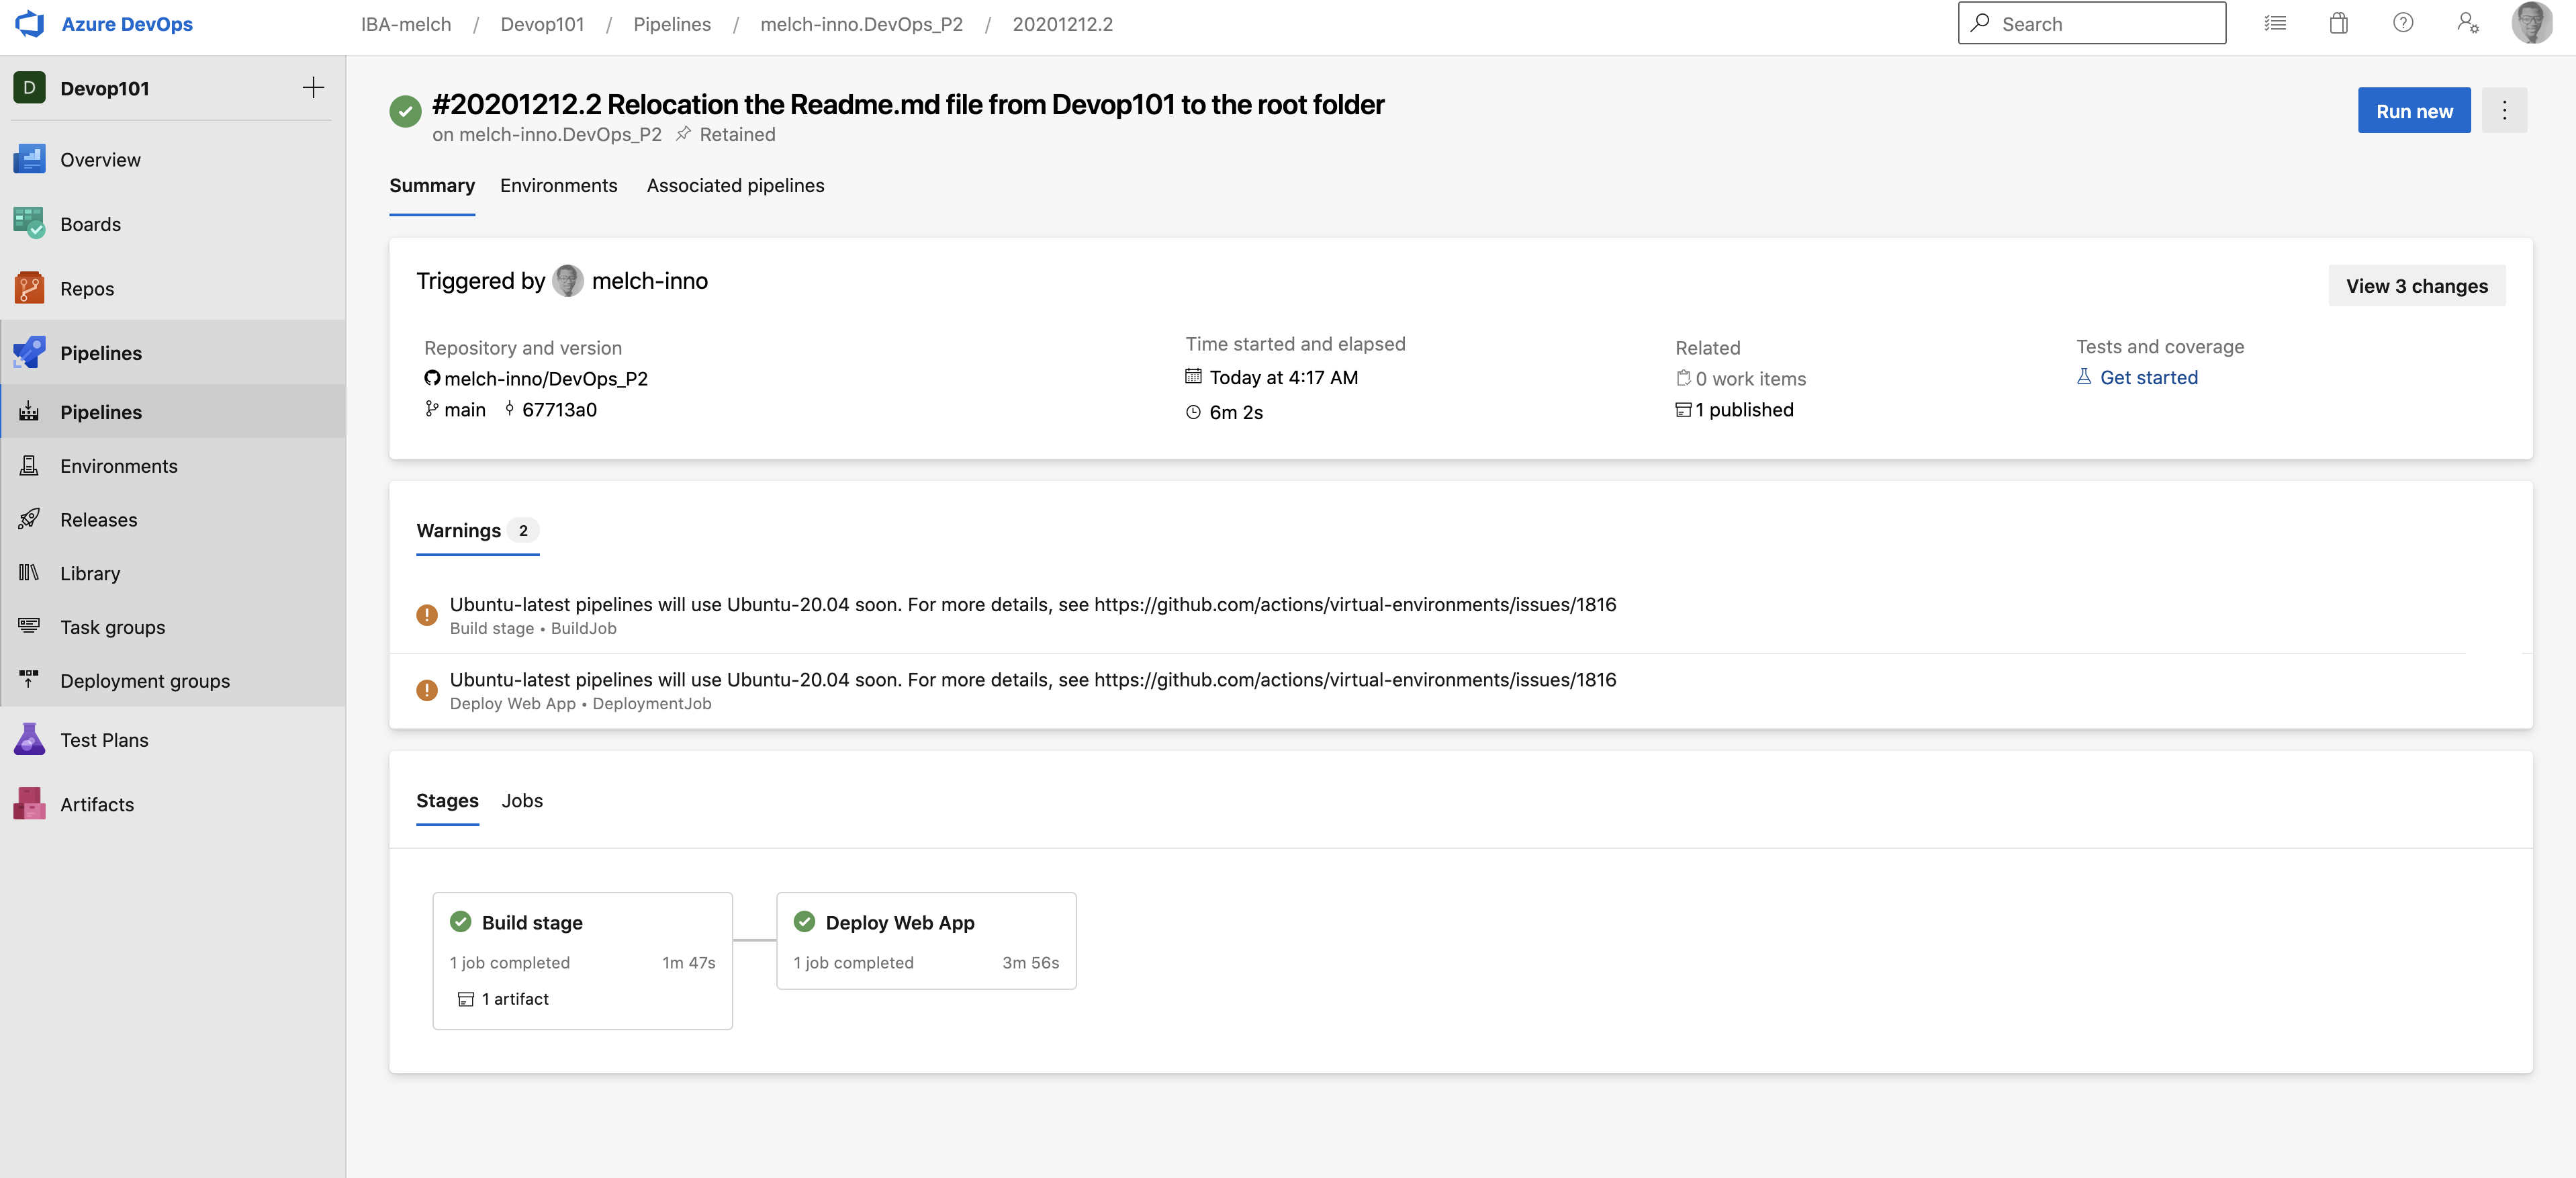 Azure DevOps
IBA-melch / Devop101 / Pipelines / melch-inno.DevOps_P2 / 20201212.2
Search
D Devop101
Overview
Boards
Repos
Pipelines
Pipelines
Environments
Releases
Library
Task groups
Deployment groups
Test Plans
Artifacts
#20201212.2 Relocation the Readme.md file from Devop101 to the root folder
on melch-inno.DevOps_P2 Retained
Run new
Summary Environments Associated pipelines
Triggered by melch-inno
View 3 changes
Repository and version
melch-inno/DevOps_P2
main 67713a0
Time started and elapsed
Today at 4:17 AM
6m 2s
Related
0 work items
1 published
Tests and coverage
Get started
Warnings 2
Ubuntu-latest pipelines will use Ubuntu-20.04 soon. For more details, see https://github.com/actions/virtual-environments/issues/1816
Build stage • BuildJob
Ubuntu-latest pipelines will use Ubuntu-20.04 soon. For more details, see https://github.com/actions/virtual-environments/issues/1816
Deploy Web App • DeploymentJob
Stages Jobs
Build stage
1 job completed 1m 47s
1 artifact
Deploy Web App
1 job completed 3m 56s